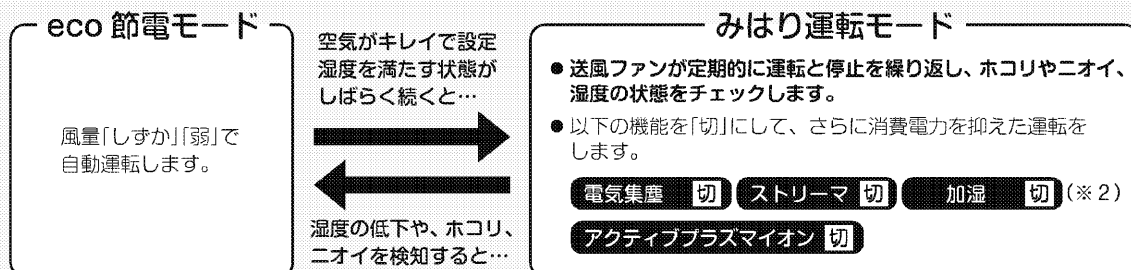 eco 節電モード
風量「しずか」「弱」で
自動運転します。
空気がキレイで設定
湿度を満たす状態が
しばらく続くと…
湿度の低下や、ホコリ、
ニオイを検知すると…
みはり運転モード
● 送風ファンが定期的に運転と停止を繰り返し、ホコリやニオイ、
湿度の状態をチェックします。
● 以下の機能を「切」にして、さらに消費電力を抑えた運転を
します。
電気集塵 切 ストリーマ 切 加湿 切 (※2)
アクティブプラズマイオン 切